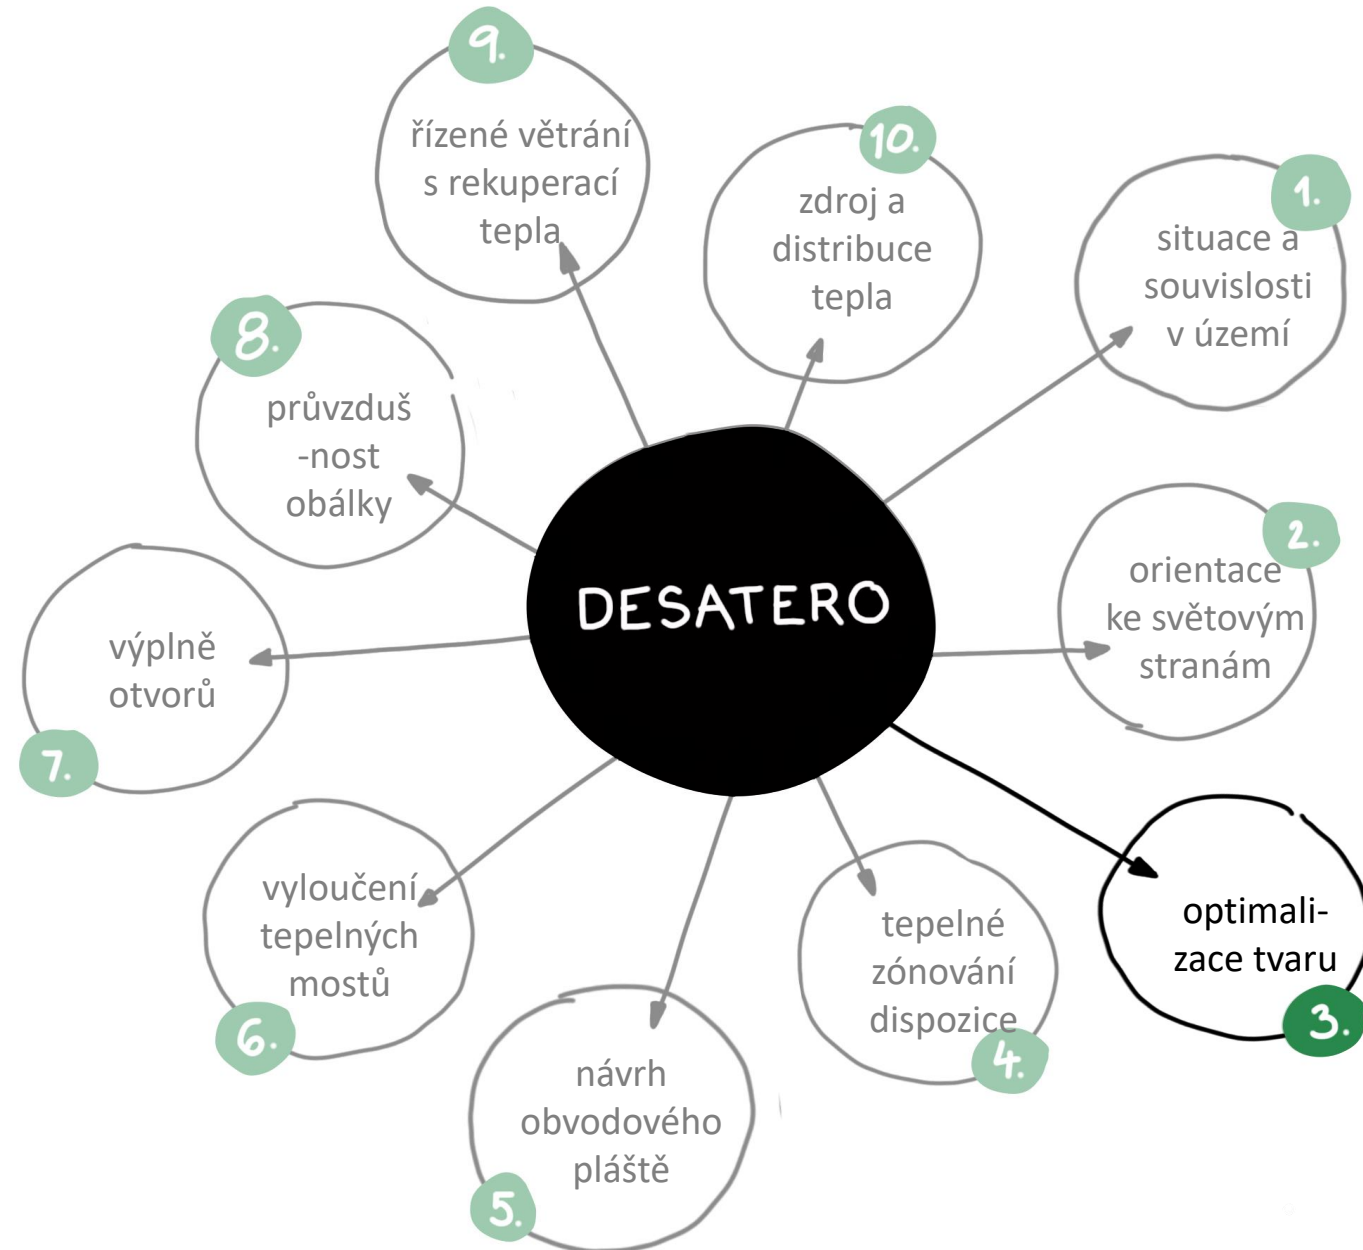 DESATERO
1.
situace a
souvislosti
v území
2.
orientace
ke světovým
stranám
3.
optimali-
zace tvaru
4.
tepelné
zónování
dispozice
5.
návrh
obvodového
pláště
6.
vyloučení
tepelných
mostů
7.
výplně
otvorů
8.
průvzduš
-nost
obálky
9.
řízené větrání
s rekuperací
tepla
10.
zdroj a
distribuce
tepla